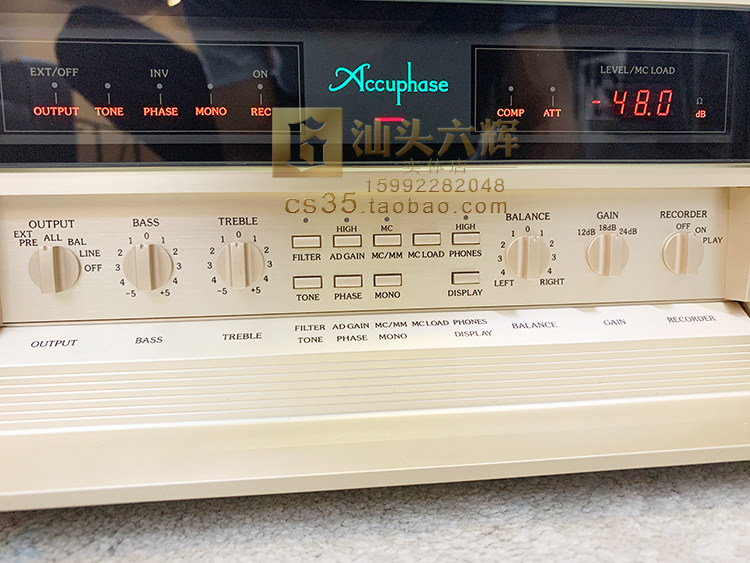 EXT/OFF INV ON
OUTPUT TONE PHASE MONO REC
Accuphase
LEVEL/MC LOAD
COMP ATT -48.0 Ω dB
汕头六辉
实体店
15992282048
cs35.taobao.com
OUTPUT BASS TREBLE HIGH MC HIGH BALANCE GAIN RECORDER
EXT PRE ALL BAL LINE OFF
1 0 1 2 2 3 3 4 4 -5 +5
1 0 1 2 2 3 3 4 4 -5 +5
FILTER AD GAIN MC/MM MC LOAD PHONES
TONE PHASE MONO DISPLAY
1 0 1 2 2 3 3 4 4 LEFT RIGHT
12dB 18dB 24dB
OFF ON PLAY
FILTER AD GAIN MC/MM MC LOAD PHONES
OUTPUT BASS TREBLE TONE PHASE MONO DISPLAY BALANCE GAIN RECORDER